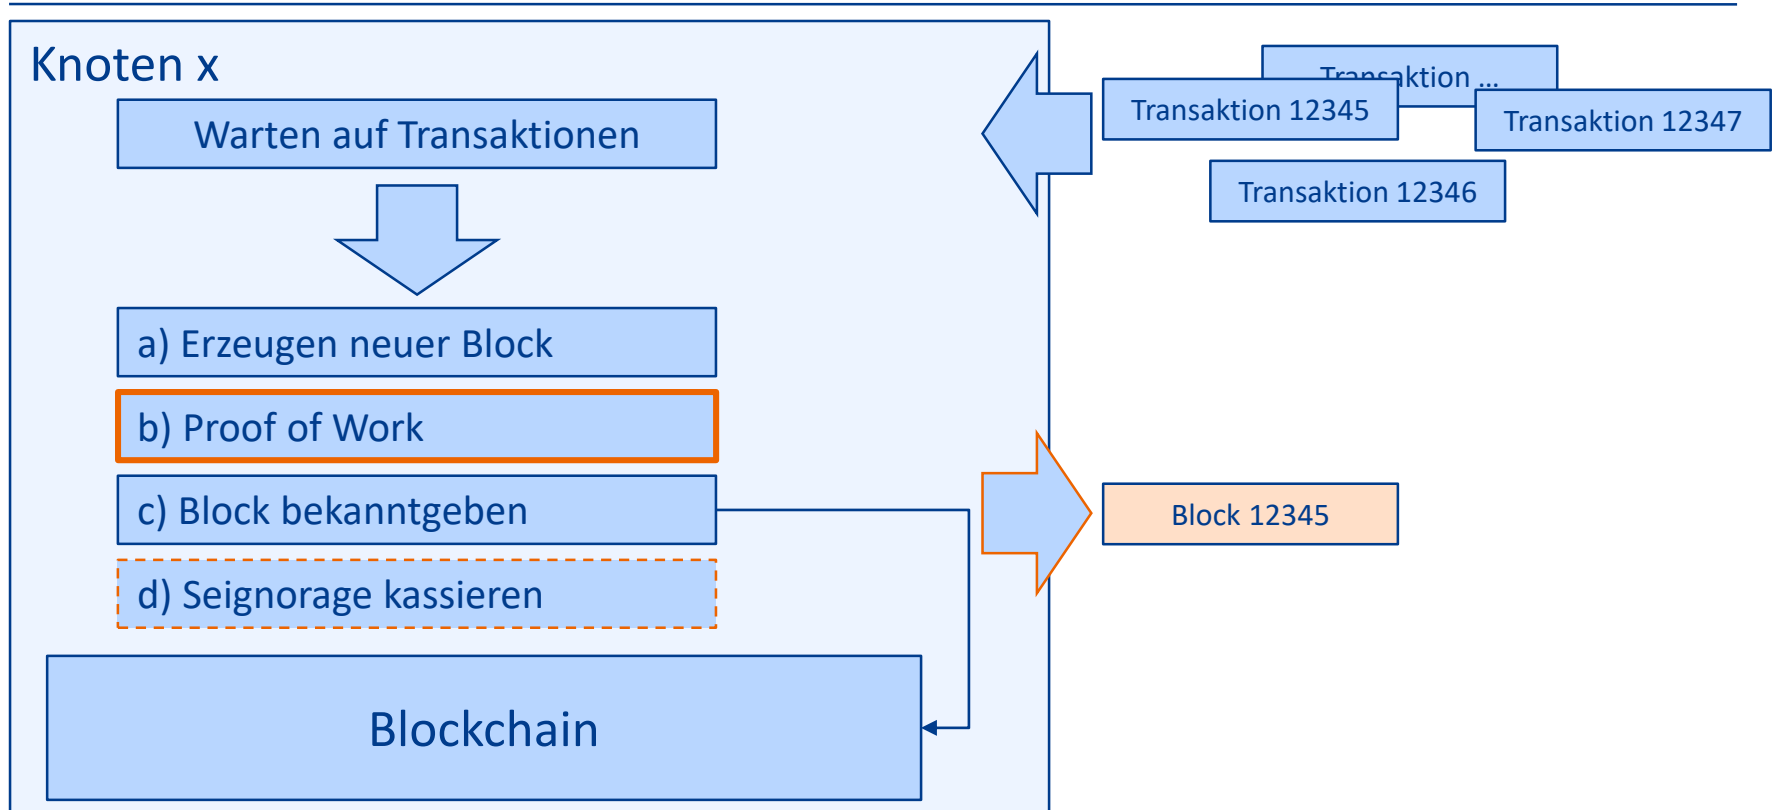 Knoten x
Warten auf Transaktionen
a) Erzeugen neuer Block
b) Proof of Work
c) Block bekanntgeben
d) Seignorage kassieren
Blockchain
Transaktion ...
Transaktion 12345
Transaktion 12347
Transaktion 12346
Block 12345